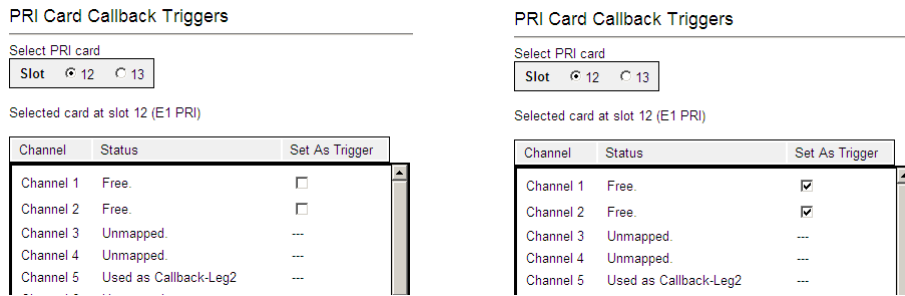 PRI Card Callback Triggers
Select PRI card
Slot 12 13
Selected card at slot 12 (E1 PRI)
Channel Status Set As Trigger
Channel 1 Free.
Channel 2 Free.
Channel 3 Unmapped. ---
Channel 4 Unmapped. ---
Channel 5 Used as Callback-Leg2 ---
PRI Card Callback Triggers
Select PRI card
Slot 12 13
Selected card at slot 12 (E1 PRI)
Channel Status Set As Trigger
Channel 1 Free.
Channel 2 Free.
Channel 3 Unmapped. ---
Channel 4 Unmapped. ---
Channel 5 Used as Callback-Leg2 ---